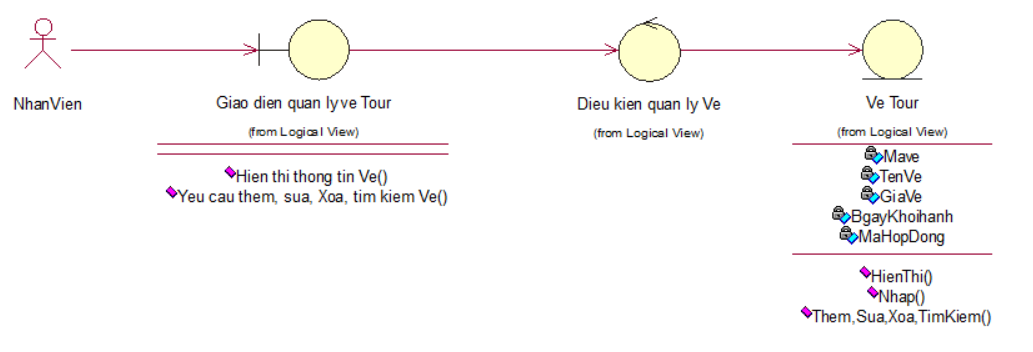 NhanVien
Giao dien quan ly ve Tour
(from Logical View)
Hien thi thong tin Ve()
Yeu cau them, sua, Xoa, tim kiem Ve()
Dieu kien quan ly Ve
(from Logical View)
Ve Tour
(from Logical View)
Mave
TenVe
GiaVe
BgayKhoihanh
MaHopDong
HienThi()
Nhap()
Them,Sua,Xoa,TimKiem()